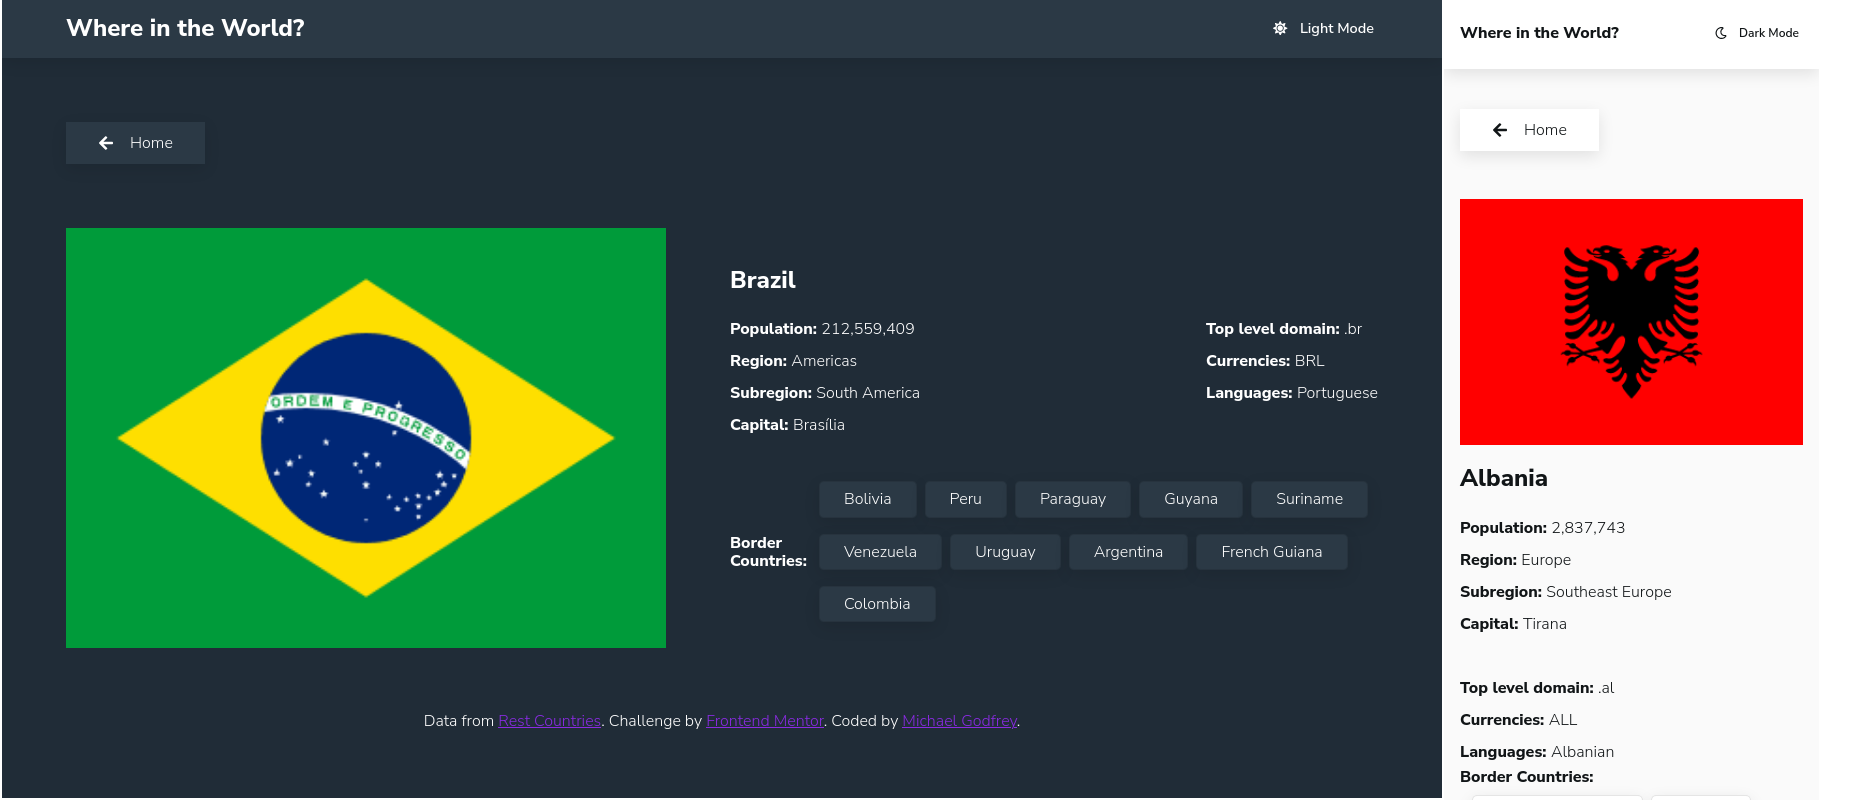 Where in the World?
Light Mode
Home
ORDEM E PROGRESSO
Brazil
Population: 212,559,409
Region: Americas
Subregion: South America
Capital: Brasília
Top level domain: .br
Currencies: BRL
Languages: Portuguese
Border
Countries:
Bolivia
Peru
Paraguay
Guyana
Suriname
Venezuela
Uruguay
Argentina
French Guiana
Colombia
Data from Rest Countries. Challenge by Frontend Mentor. Coded by Michael Godfrey.
Where in the World?
Dark Mode
Home
Albania
Population: 2,837,743
Region: Europe
Subregion: Southeast Europe
Capital: Tirana
Top level domain: .al
Currencies: ALL
Languages: Albanian
Border Countries: